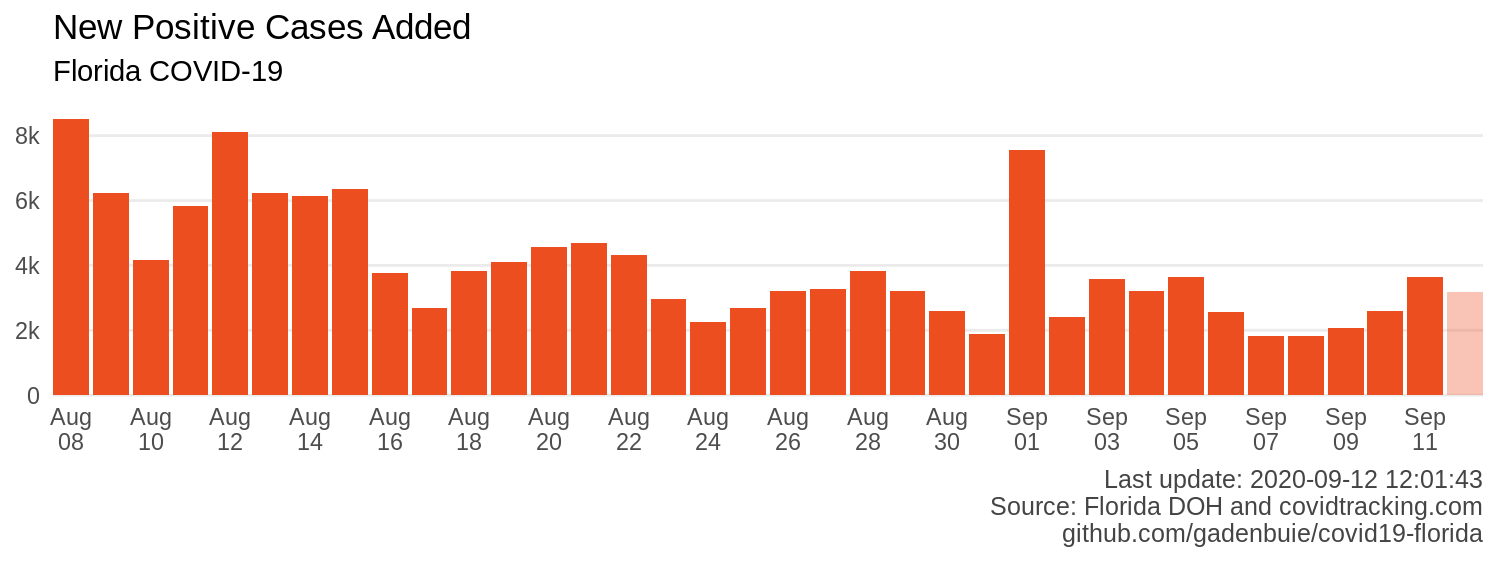 New Positive Cases Added
Florida COVID-19
8k
6k
4k
2k
0
Aug Aug Aug Aug Aug Aug Aug Aug Aug Aug Aug Aug Sep Sep Sep Sep Sep Sep
08 10 12 14 16 18 20 22 24 26 28 30 01 03 05 07 09 11
Last update: 2020-09-12 12:01:43
Source: Florida DOH and covidtracking.com
github.com/gadenbuie/covid19-florida